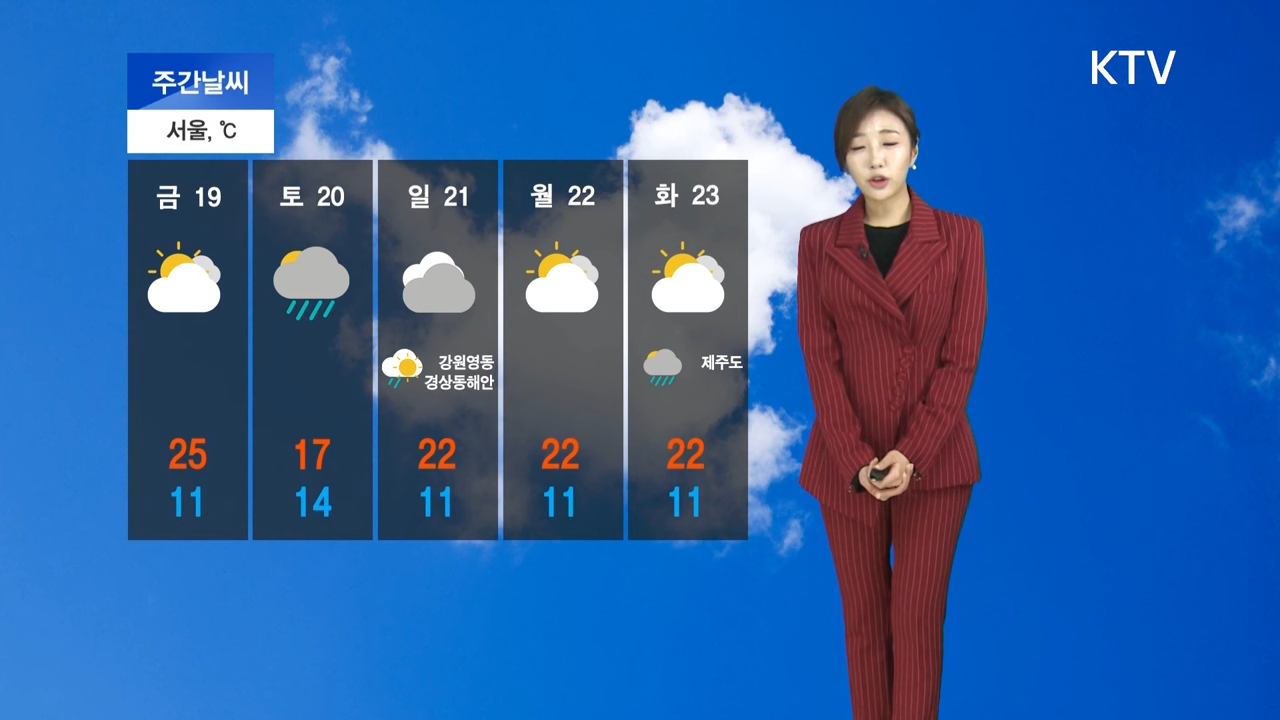 KTV
주간날씨
서울, ℃
금 19
토 20
일 21
월 22
화 23
강원영동
경상동해안
제주도
25
17
22
22
22
11
14
11
11
11